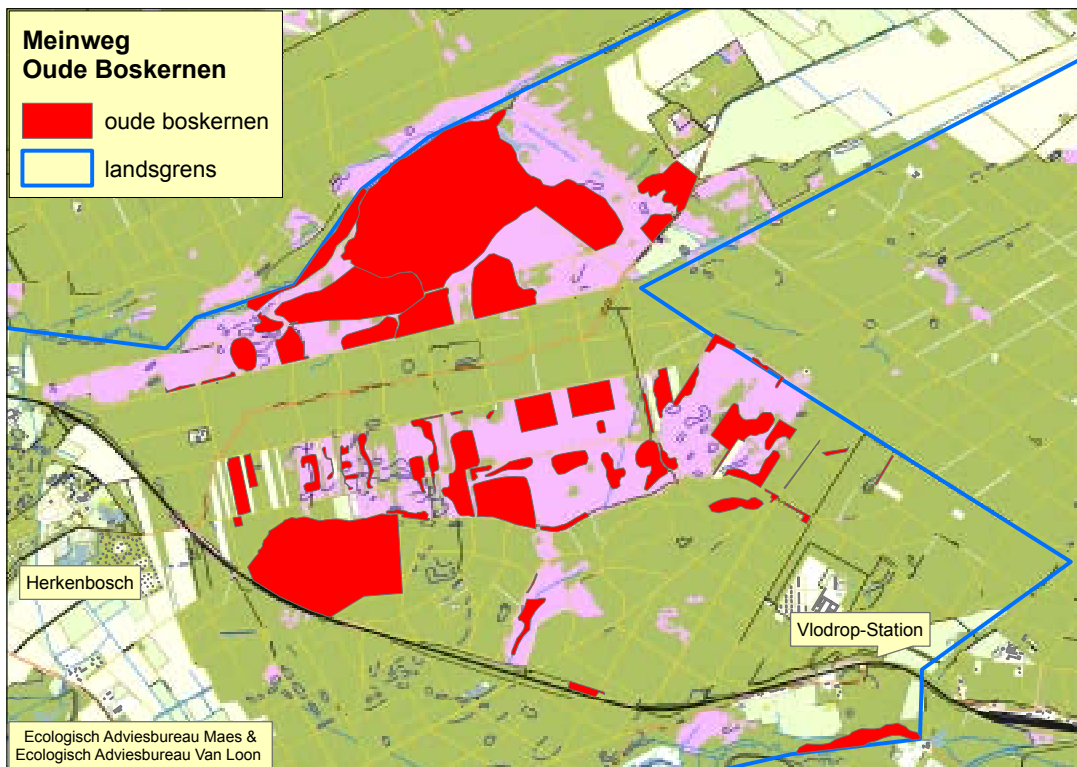 Meinweg
Oude Boskernen
oude boskernen
landsgrens
Herkenbosch
Vlodrop-Station
Ecologisch Adviesbureau Maes &
Ecologisch Adviesbureau Van Loon